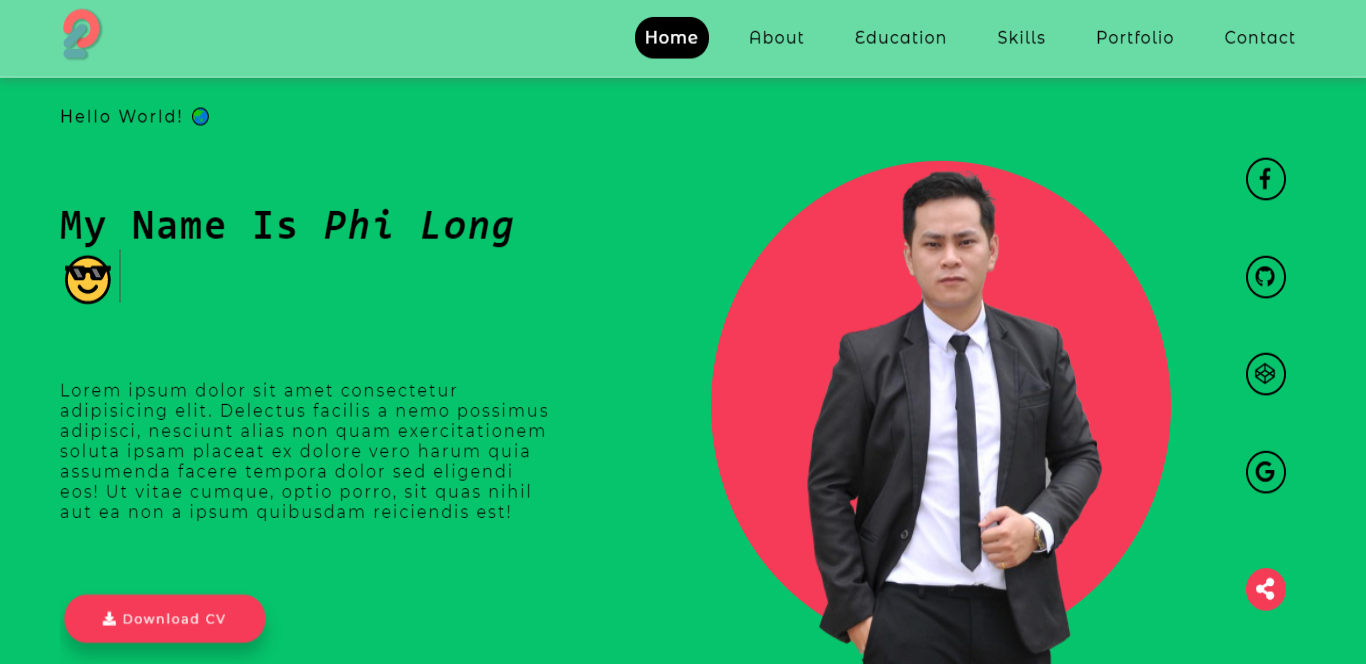 Home About Education Skills Portfolio Contact
Hello World! 🌏
My Name Is Phi Long
😎
Lorem ipsum dolor sit amet consectetur
adipisicing elit. Delectus facilis a nemo possimus
adipisci, nesciunt alias non quam exercitationem
soluta ipsam placeat ex dolore vero harum quia
assumenda facere tempora dolor sed eligendi
eos! Ut vitae cumque, optio porro, sit quas nihil
aut ea non a ipsum quibusdam reiciendis est!
Download CV